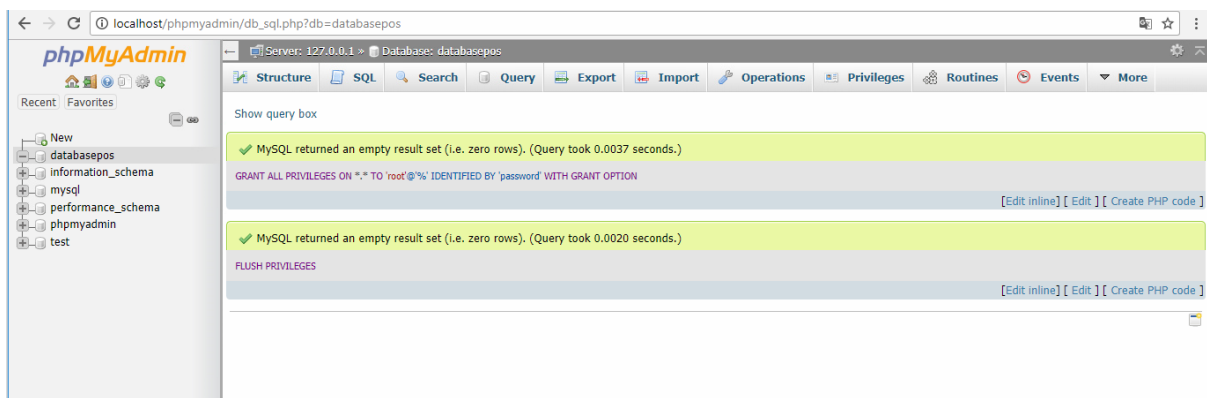 localhost/phpmyadmin/db_sql.php?db=databasepos
phpMyAdmin
Recent Favorites
New
databasepos
information_schema
mysql
performance_schema
phpmyadmin
test
Server: 127.0.0.1 » Database: databasepos
Structure SQL Search Query Export Import Operations Privileges Routines Events More
Show query box
MySQL returned an empty result set (i.e. zero rows). (Query took 0.0037 seconds.)
GRANT ALL PRIVILEGES ON *.* TO 'root'@'%' IDENTIFIED BY 'password' WITH GRANT OPTION
[Edit inline] [ Edit ] [ Create PHP code ]
MySQL returned an empty result set (i.e. zero rows). (Query took 0.0020 seconds.)
FLUSH PRIVILEGES
[Edit inline] [ Edit ] [ Create PHP code ]